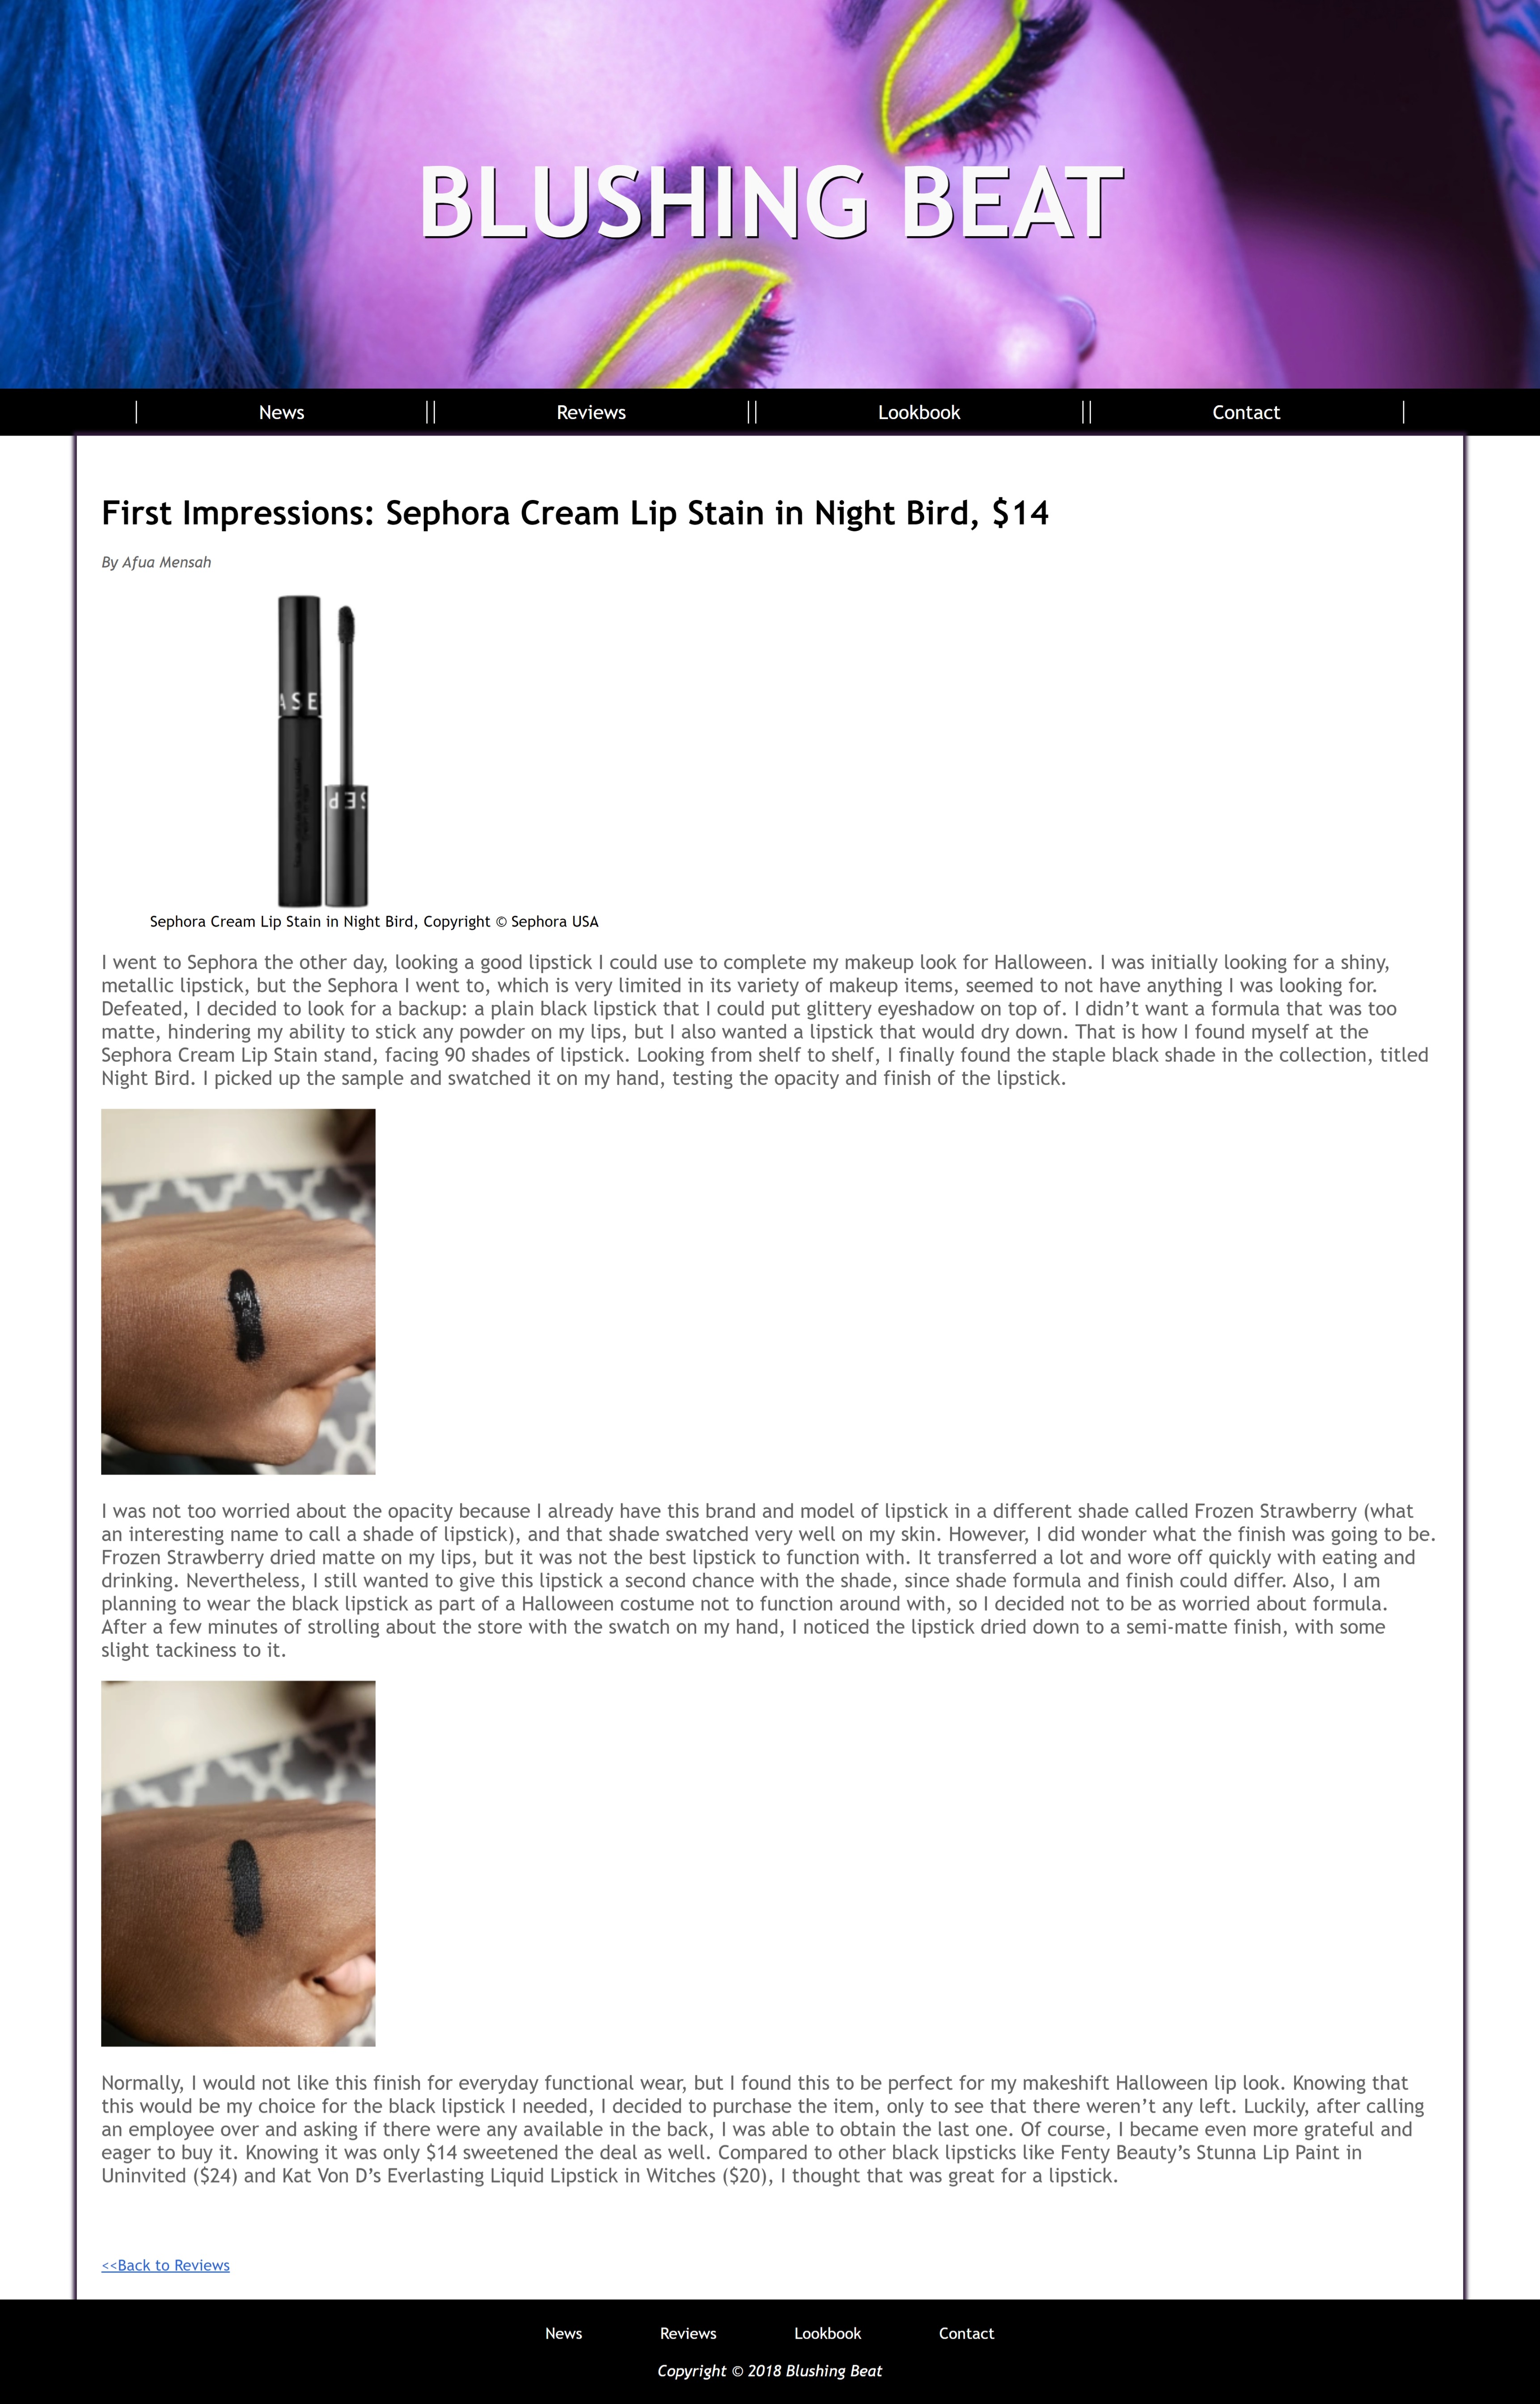 BLUSHING BEAT
News
Reviews
Lookbook
Contact
First Impressions: Sephora Cream Lip Stain in Night Bird, $14
By Afua Mensah
ASE
SEP
Sephora Cream Lip Stain in Night Bird, Copyright © Sephora USA
I went to Sephora the other day, looking a good lipstick I could use to complete my makeup look for Halloween. I was initially looking for a shiny,
metallic lipstick, but the Sephora I went to, which is very limited in its variety of makeup items, seemed to not have anything I was looking for.
Defeated, I decided to look for a backup: a plain black lipstick that I could put glittery eyeshadow on top of. I didn’t want a formula that was too
matte, hindering my ability to stick any powder on my lips, but I also wanted a lipstick that would dry down. That is how I found myself at the
Sephora Cream Lip Stain stand, facing 90 shades of lipstick. Looking from shelf to shelf, I finally found the staple black shade in the collection, titled
Night Bird. I picked up the sample and swatched it on my hand, testing the opacity and finish of the lipstick.
I was not too worried about the opacity because I already have this brand and model of lipstick in a different shade called Frozen Strawberry (what
an interesting name to call a shade of lipstick), and that shade swatched very well on my skin. However, I did wonder what the finish was going to be.
Frozen Strawberry dried matte on my lips, but it was not the best lipstick to function with. It transferred a lot and wore off quickly with eating and
drinking. Nevertheless, I still wanted to give this lipstick a second chance with the shade, since shade formula and finish could differ. Also, I am
planning to wear the black lipstick as part of a Halloween costume not to function around with, so I decided not to be as worried about formula.
After a few minutes of strolling about the store with the swatch on my hand, I noticed the lipstick dried down to a semi-matte finish, with some
slight tackiness to it.
Normally, I would not like this finish for everyday functional wear, but I found this to be perfect for my makeshift Halloween lip look. Knowing that
this would be my choice for the black lipstick I needed, I decided to purchase the item, only to see that there weren’t any left. Luckily, after calling
an employee over and asking if there were any available in the back, I was able to obtain the last one. Of course, I became even more grateful and
eager to buy it. Knowing it was only $14 sweetened the deal as well. Compared to other black lipsticks like Fenty Beauty’s Stunna Lip Paint in
Uninvited ($24) and Kat Von D’s Everlasting Liquid Lipstick in Witches ($20), I thought that was great for a lipstick.
<<Back to Reviews
News
Reviews
Lookbook
Contact
Copyright © 2018 Blushing Beat